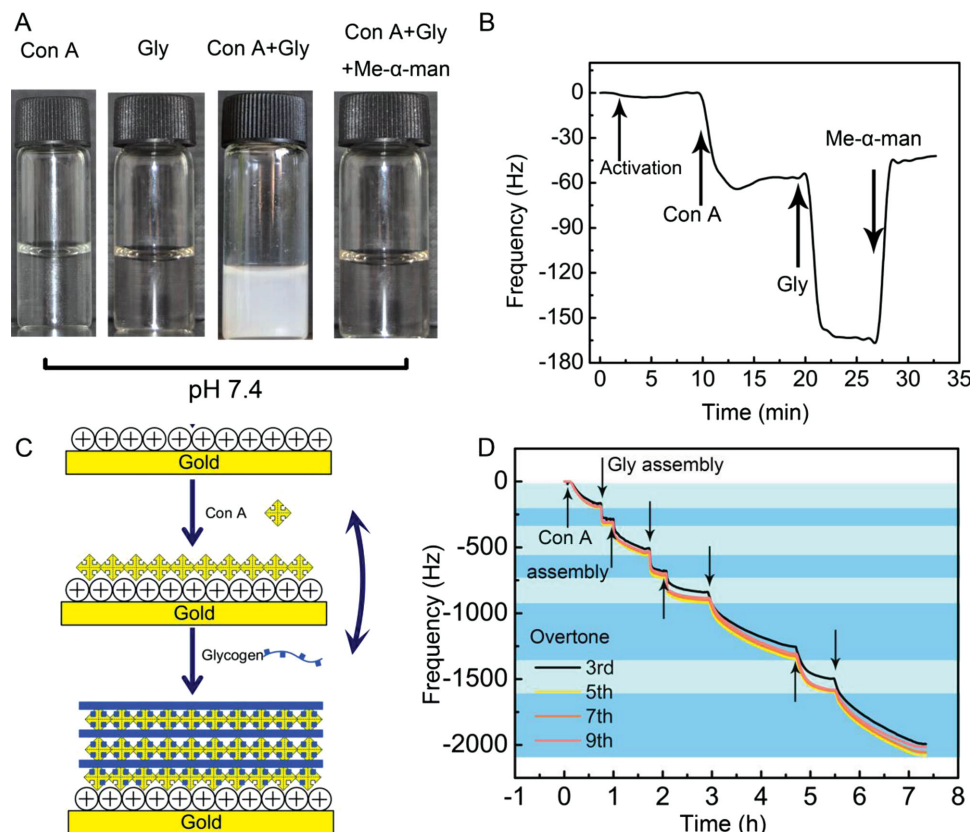 A
Con A
Gly
Con A+Gly
Con A+Gly
+Me-α-man
pH 7.4
B
Frequency (Hz)
0
-30
-60
-90
-120
-150
-180
Activation
Con A
Gly
Me-α-man
0 5 10 15 20 25 30 35
Time (min)
C
Gold
Con A
Gold
Glycogen
Gold
D
Frequency (Hz)
0
-500
-1000
-1500
-2000
Gly assembly
Con A
assembly
Overtone
3rd
5th
7th
9th
-1 0 1 2 3 4 5 6 7 8
Time (h)